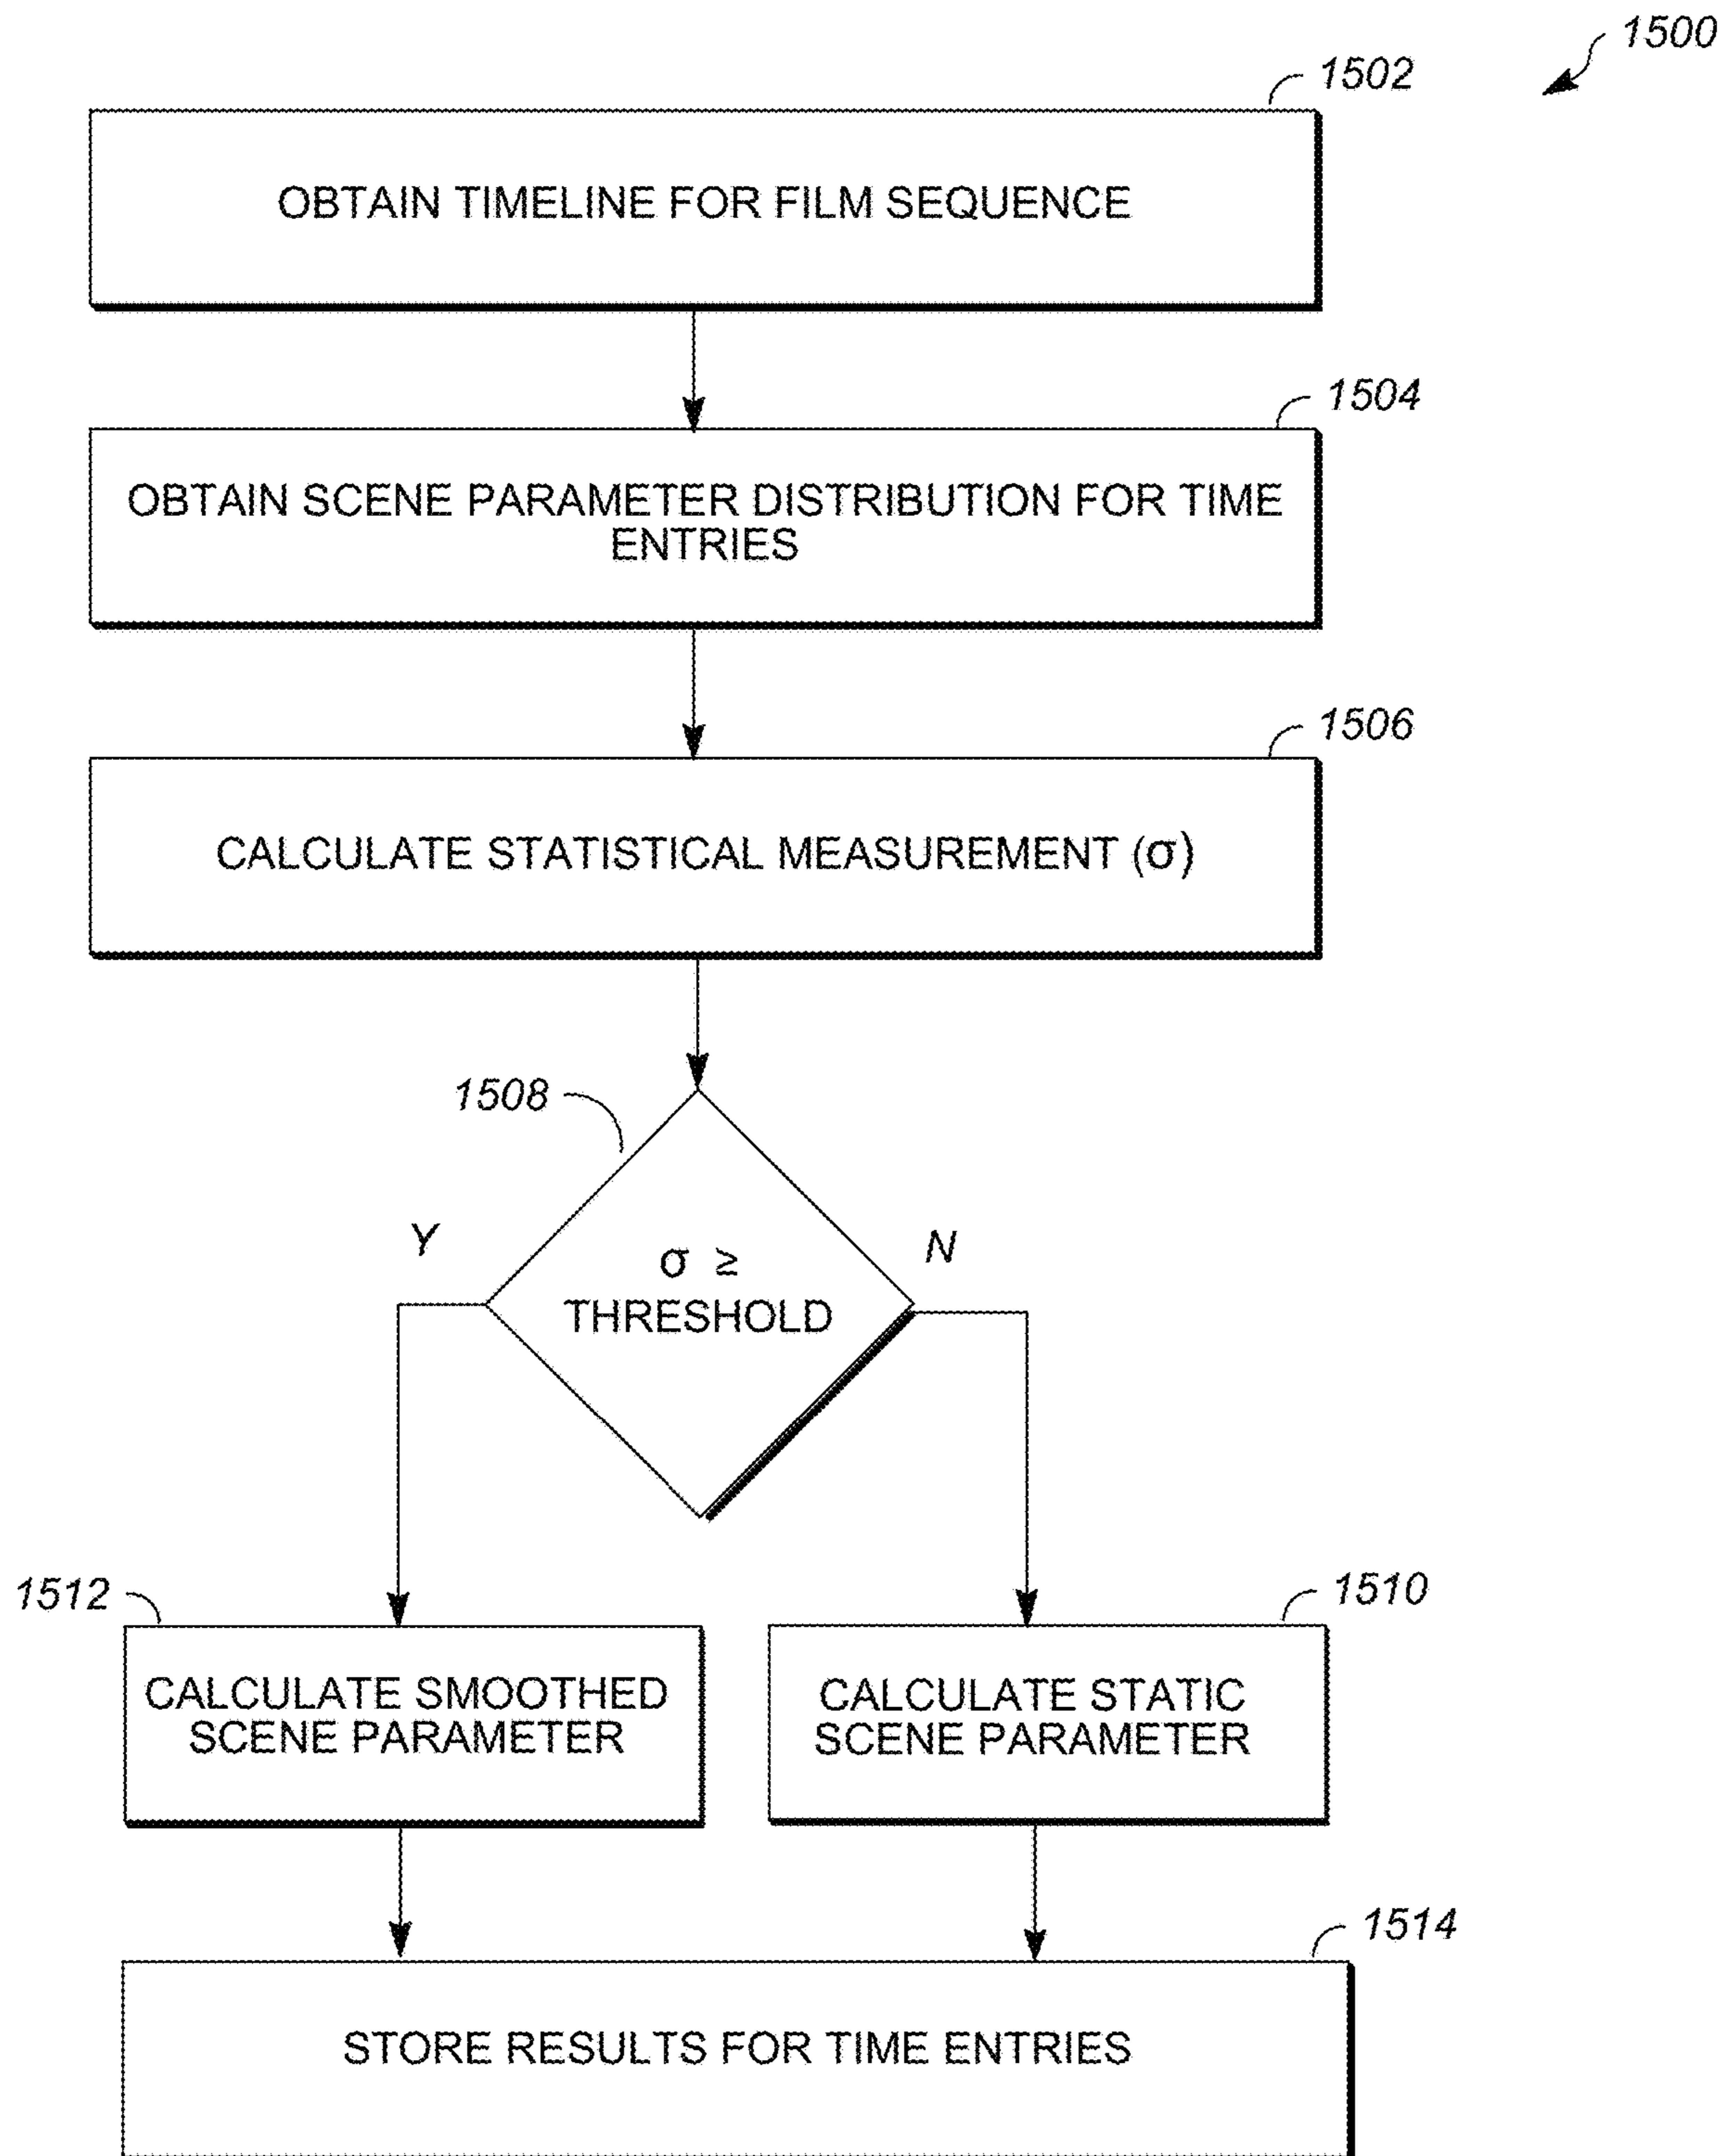 1500
1502
OBTAIN TIMELINE FOR FILM SEQUENCE
1504
OBTAIN SCENE PARAMETER DISTRIBUTION FOR TIME
ENTRIES
1506
CALCULATE STATISTICAL MEASUREMENT (σ)
1508
Y
N
σ ≥
THRESHOLD
1512
CALCULATE SMOOTHED
SCENE PARAMETER
1510
CALCULATE STATIC
SCENE PARAMETER
1514
STORE RESULTS FOR TIME ENTRIES